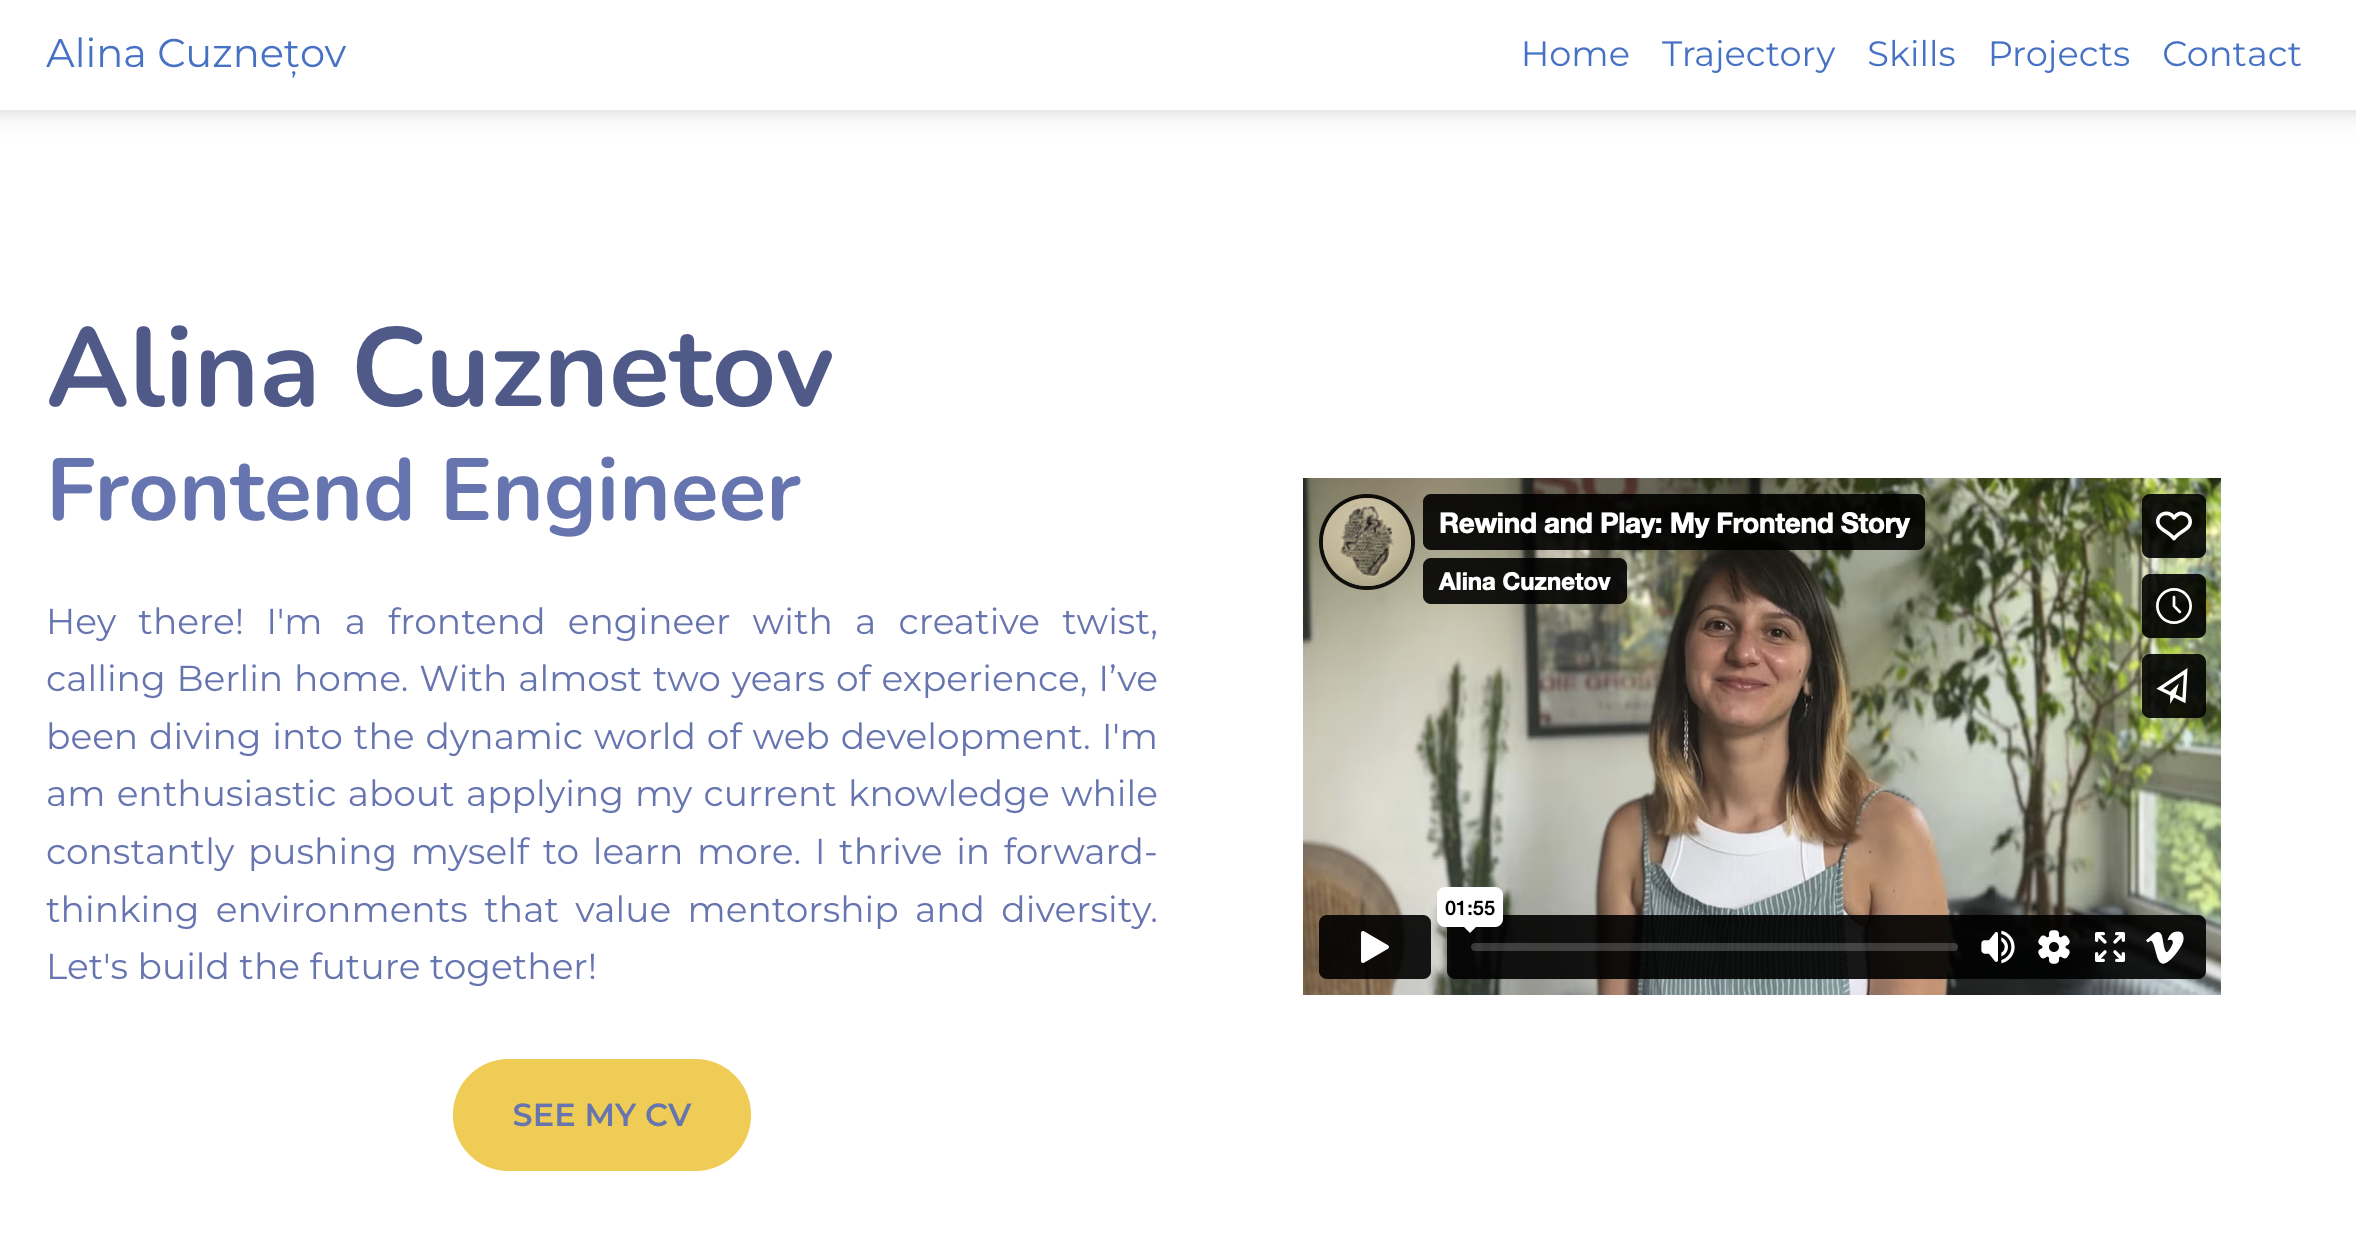 Alina Cuznețov
Home Trajectory Skills Projects Contact
Alina Cuznetov
Frontend Engineer
Hey there! I'm a frontend engineer with a creative twist,
calling Berlin home. With almost two years of experience, I’ve
been diving into the dynamic world of web development. I'm
am enthusiastic about applying my current knowledge while
constantly pushing myself to learn more. I thrive in forward-
thinking environments that value mentorship and diversity.
Let's build the future together!
SEE MY CV
Rewind and Play: My Frontend Story
Alina Cuznetov
01:55